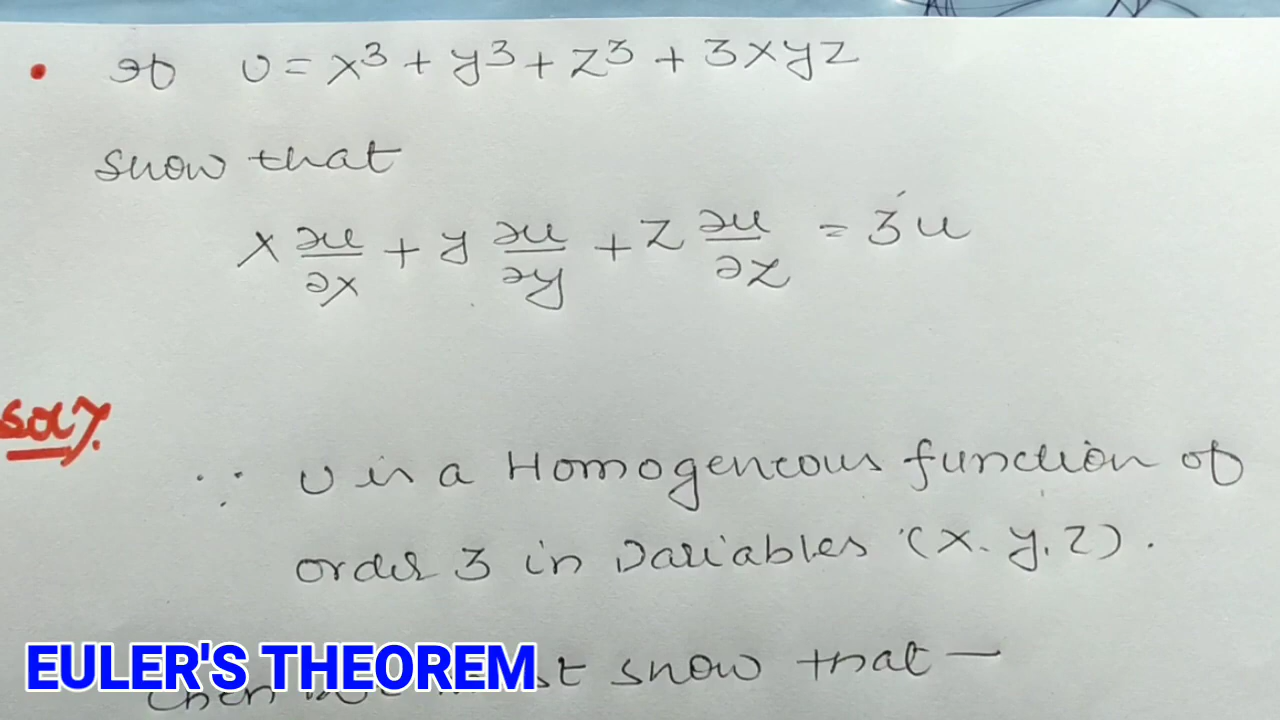 • If u = x³ + y³ + z³ + 3xyz
show that
x ∂u/∂x + y ∂u/∂y + z ∂u/∂z = 3u
Sol?.
∵ u is a Homogeneous function of
order 3 in variables (x, y, z).
EULER'S THEOREM
then show that —